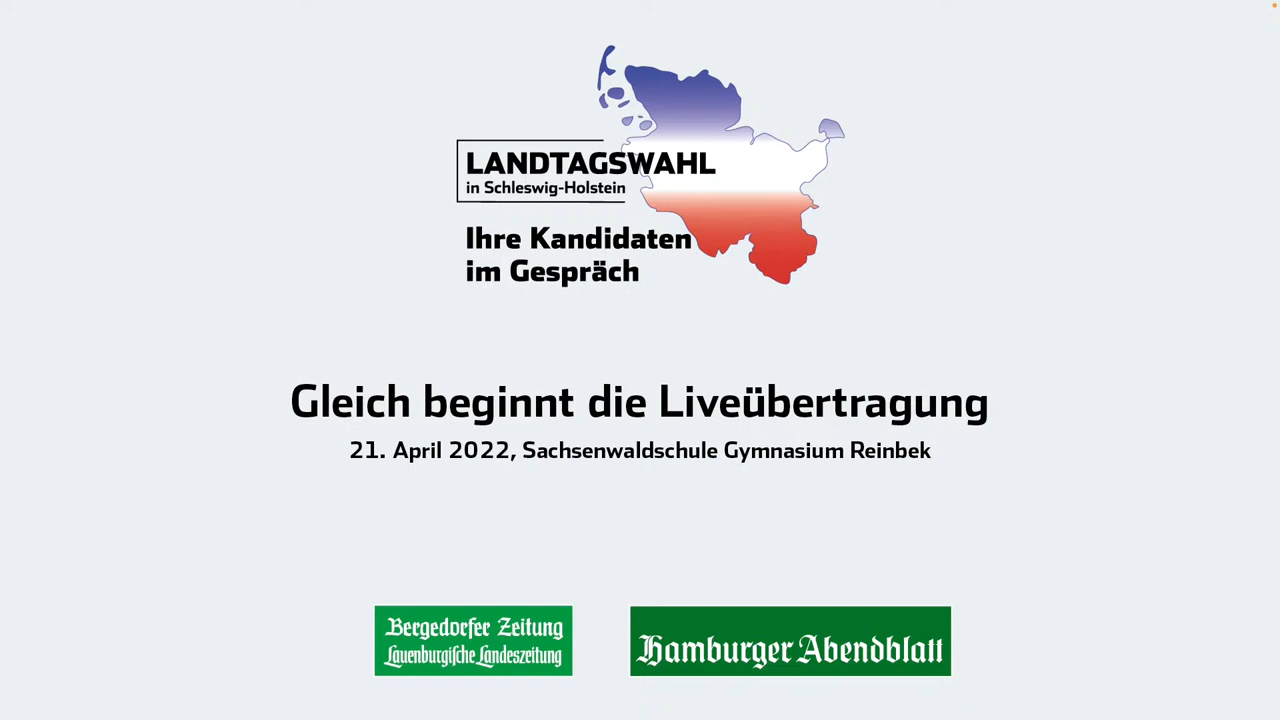 LANDTAGSWAHL
in Schleswig-Holstein
Ihre Kandidaten
im Gespräch
Gleich beginnt die Liveübertragung
21. April 2022, Sachsenwaldschule Gymnasium Reinbek
Bergedorfer Zeitung
Lauenburgische Landeszeitung
Hamburger Abendblatt